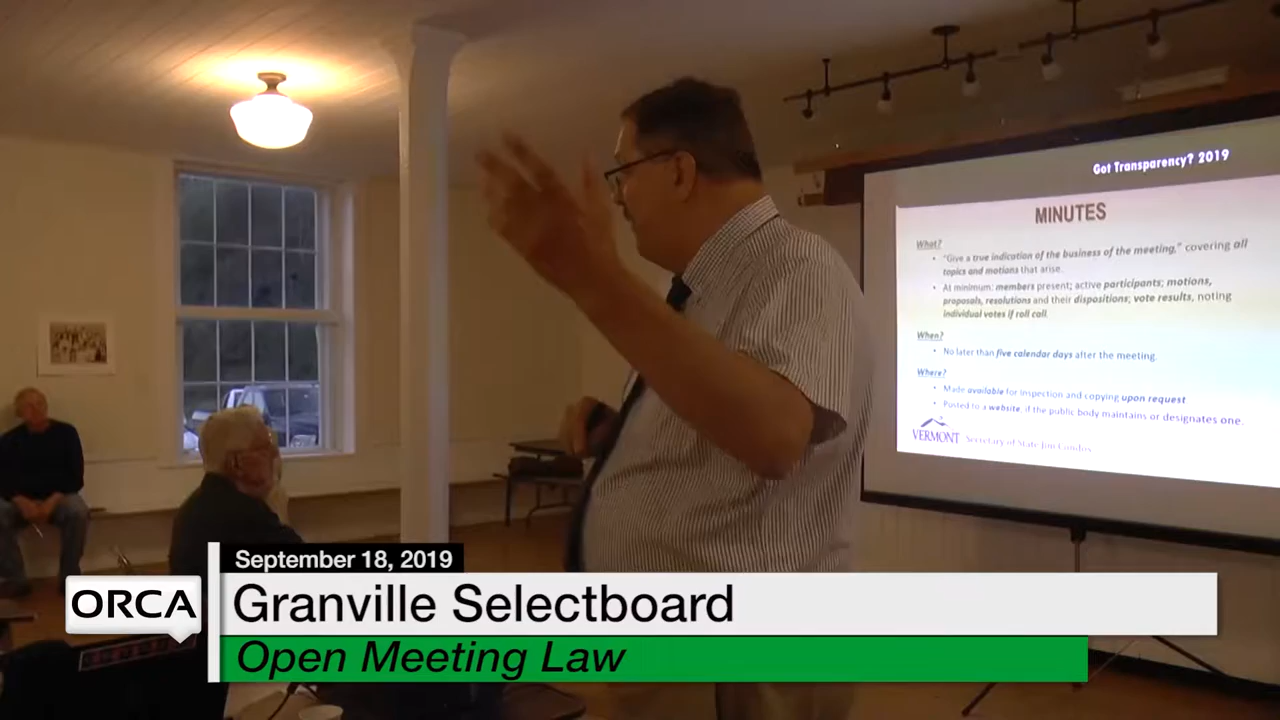 Got Transparency? 2019
MINUTES
What?
• "Give a true indication of the business of the meeting," covering all
topics and motions that arise.
• At minimum: members present; active participants; motions,
proposals, resolutions and their dispositions; vote results, noting
individual votes if roll call.
When?
• No later than five calendar days after the meeting.
Where?
• Made available for inspection and copying upon request
• Posted to a website, if the public body maintains or designates one.
VERMONT Secretary of State Jim Condos
September 18, 2019
ORCA
Granville Selectboard
Open Meeting Law